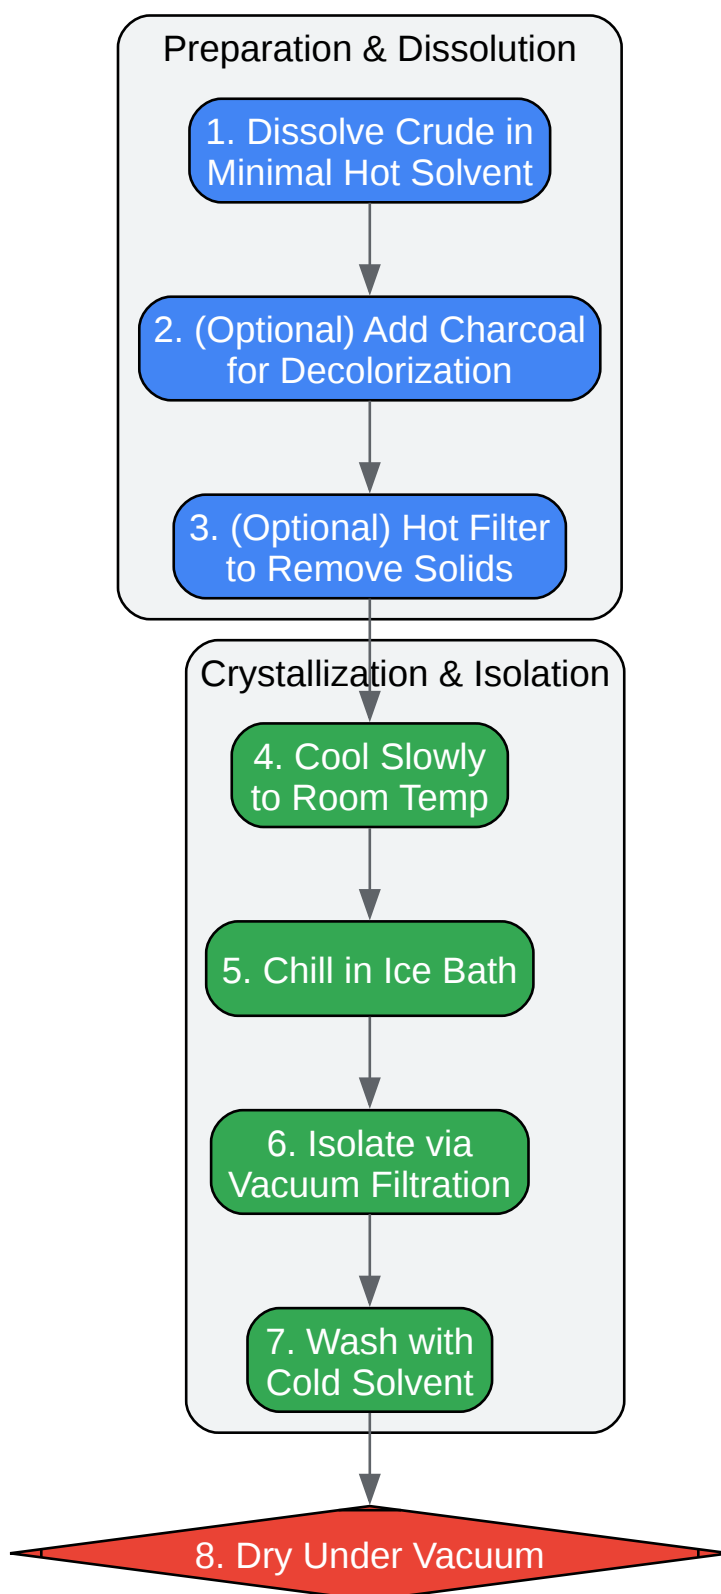 Preparation & Dissolution
1. Dissolve Crude in
Minimal Hot Solvent
2. (Optional) Add Charcoal
for Decolorization
3. (Optional) Hot Filter
to Remove Solids
Crystallization & Isolation
4. Cool Slowly
to Room Temp
5. Chill in Ice Bath
6. Isolate via
Vacuum Filtration
7. Wash with
Cold Solvent
8. Dry Under Vacuum